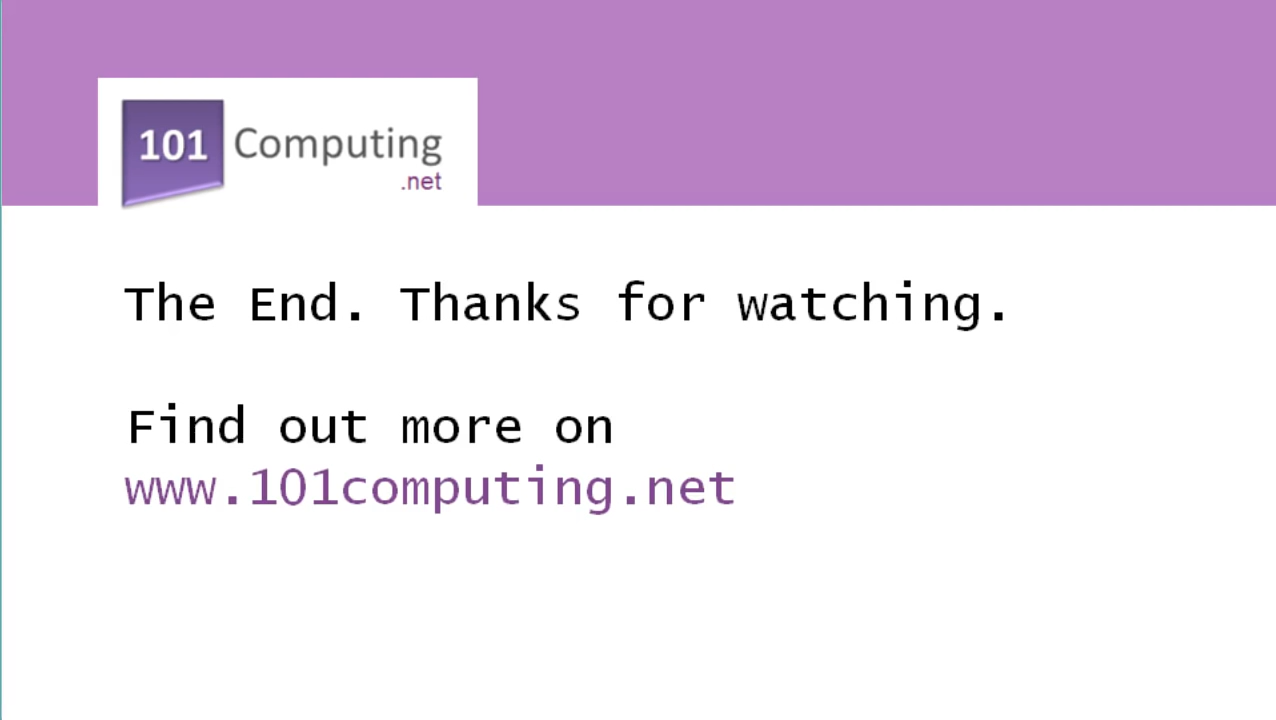 101 Computing
.net
The End. Thanks for watching.
Find out more on
www.101computing.net